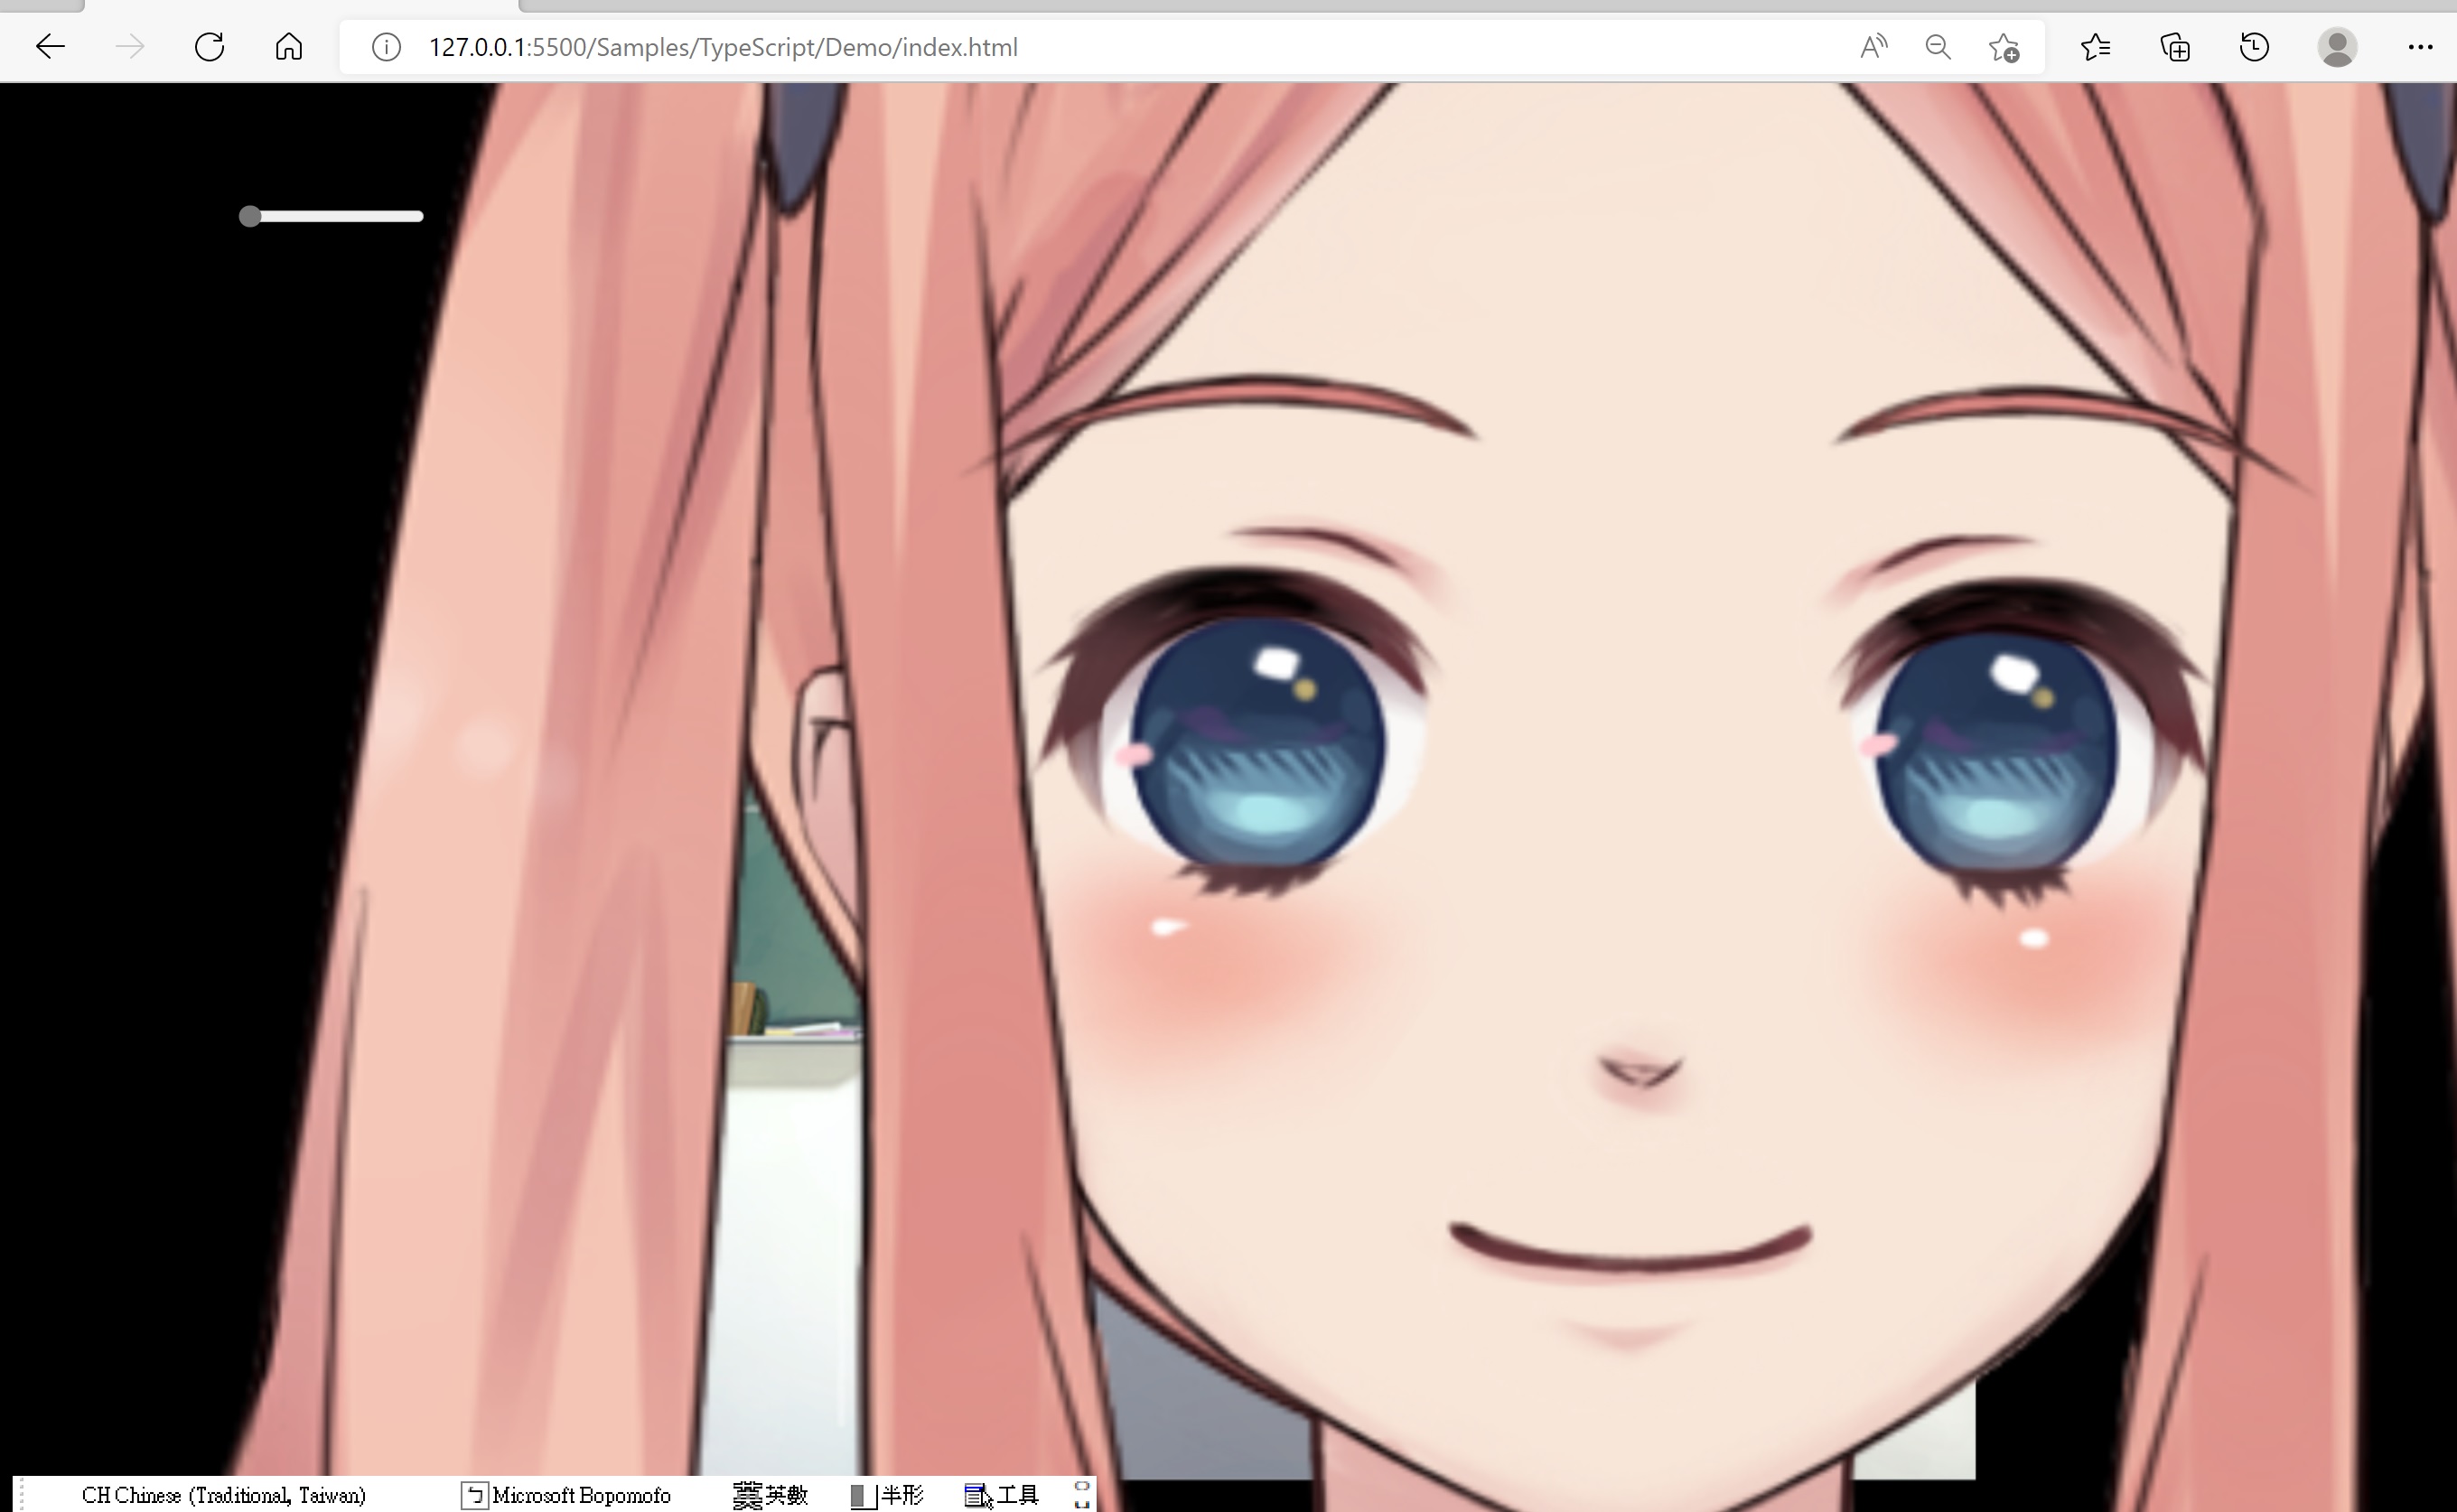 127.0.0.1:5500/Samples/TypeScript/Demo/index.html
CH Chinese (Traditional, Taiwan) ㄅ Microsoft Bopomofo 英 英數 半形 工具